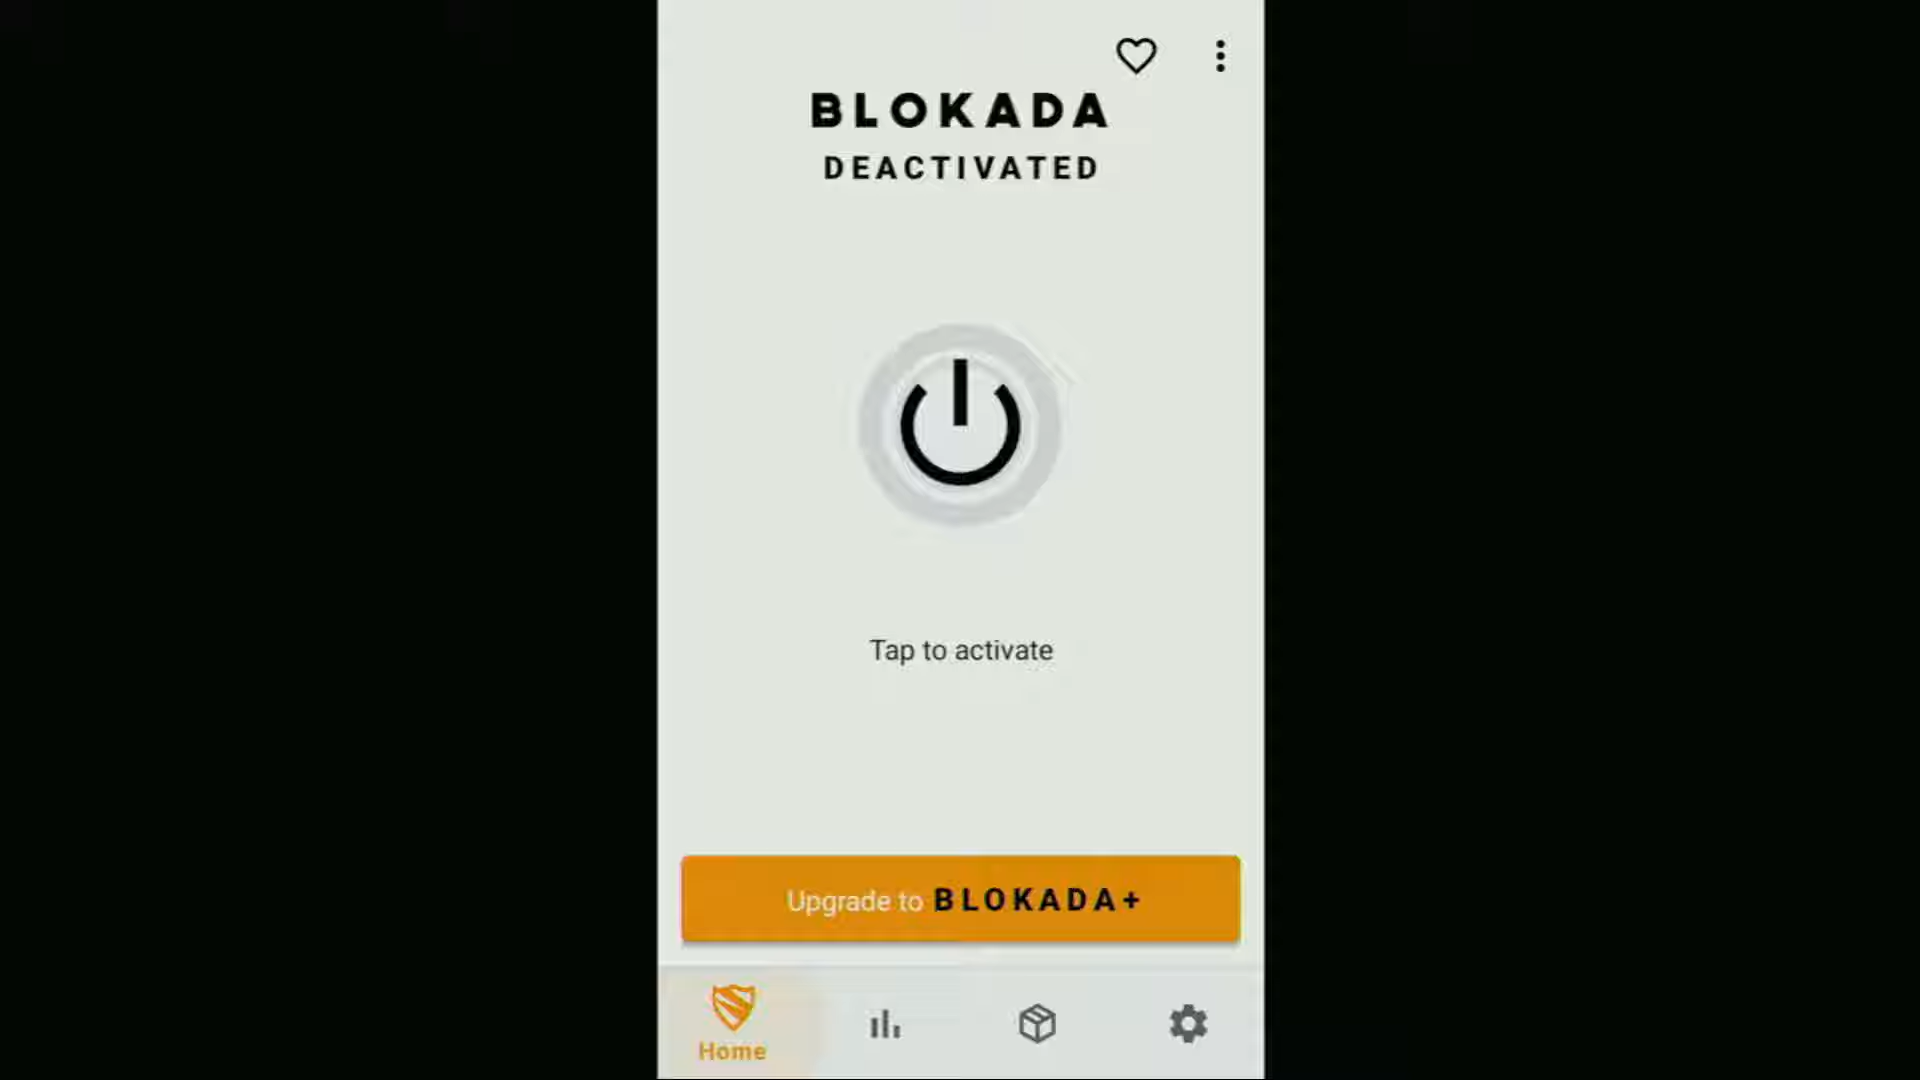 BLOKADA
DEACTIVATED
Tap to activate
Upgrade to BLOKADA+
Home